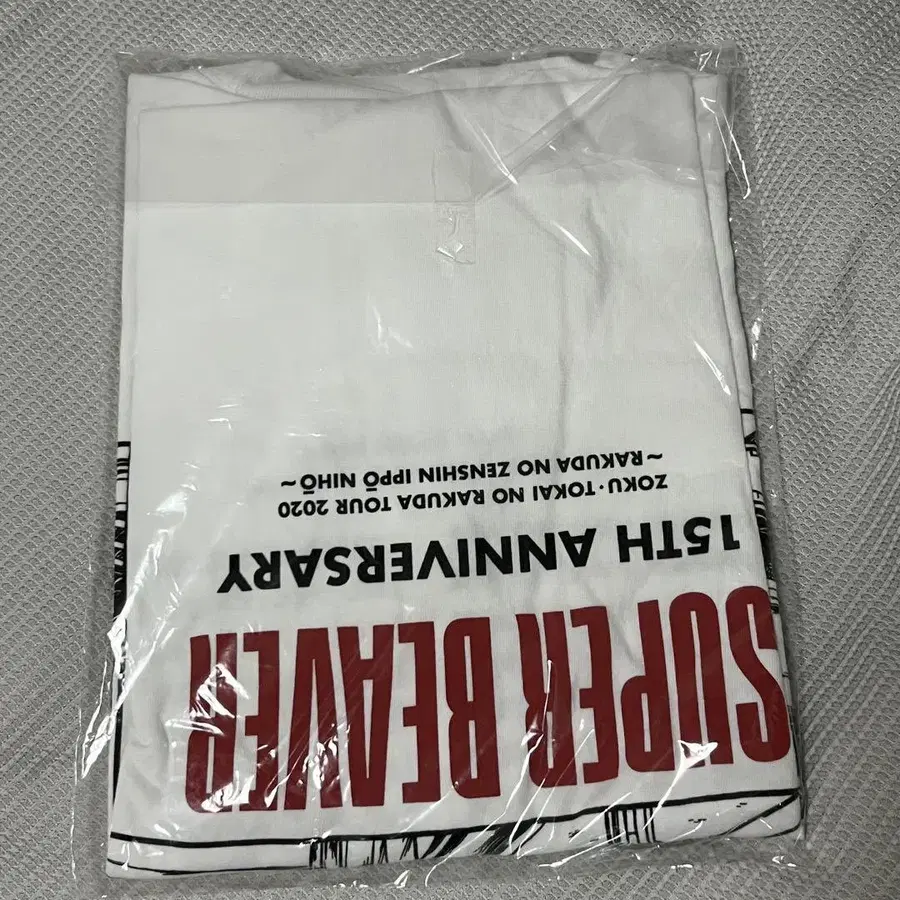 SUPER BEAVER
15TH ANNIVERSARY
ZOKU・TOKAI NO RAKUDA TOUR 2020
~RAKUDA NO ZENSHIN IPPŌ NIHŌ~